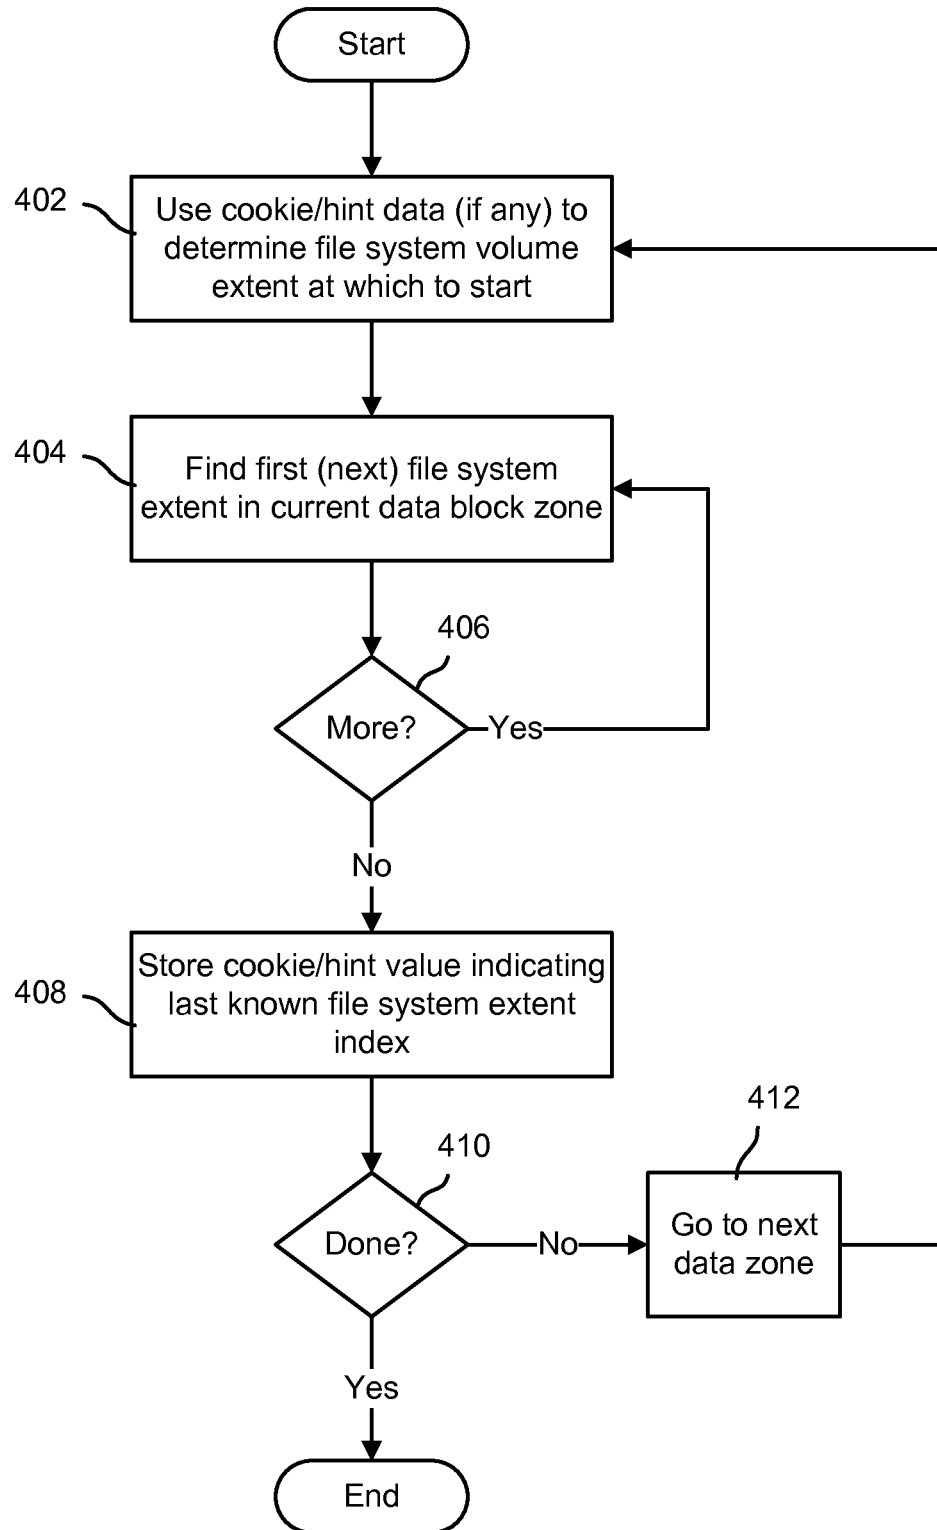 Start
402
Use cookie/hint data (if any) to
determine file system volume
extent at which to start
404
Find first (next) file system
extent in current data block zone
406
More?
Yes
No
408
Store cookie/hint value indicating
last known file system extent
index
410
412
Done?
No
Go to next
data zone
Yes
End